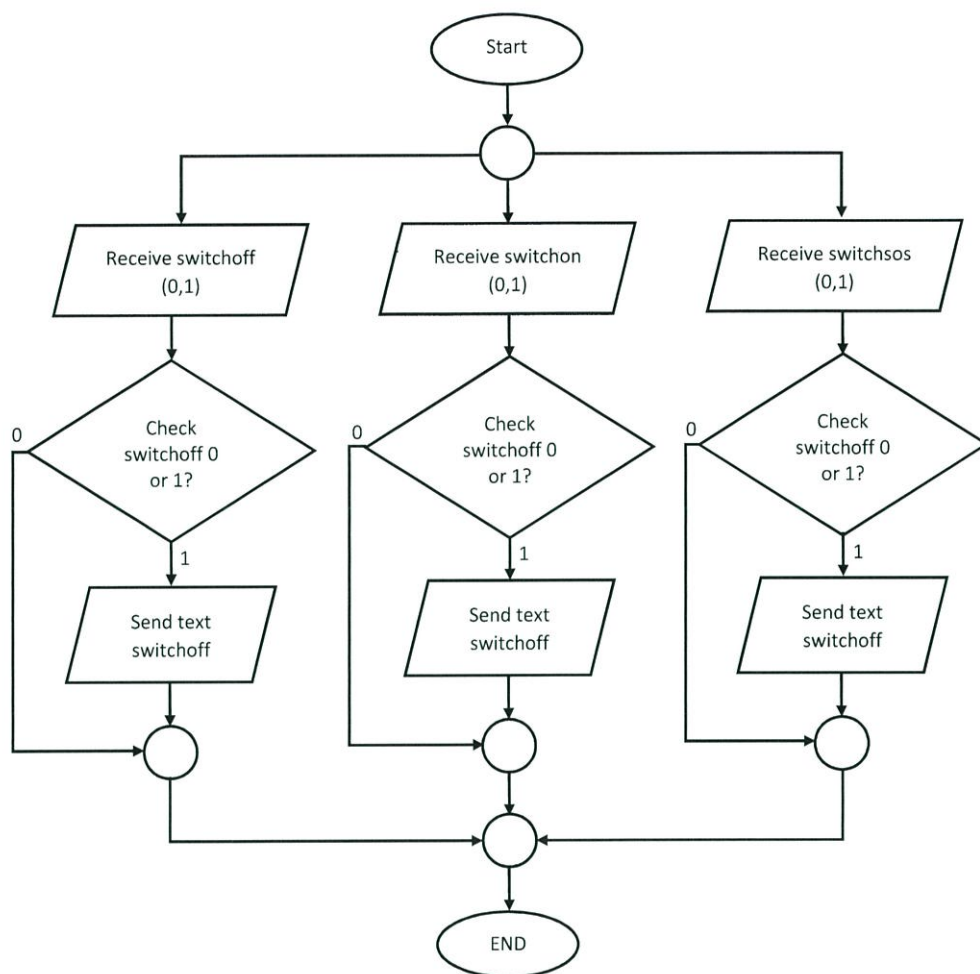 Start
Receive switchoff
(0,1)
Receive switchon
(0,1)
Receive switchsos
(0,1)
0
Check
switchoff 0
or 1?
1
0
Check
switchoff 0
or 1?
1
0
Check
switchoff 0
or 1?
1
Send text
switchoff
Send text
switchoff
Send text
switchoff
END